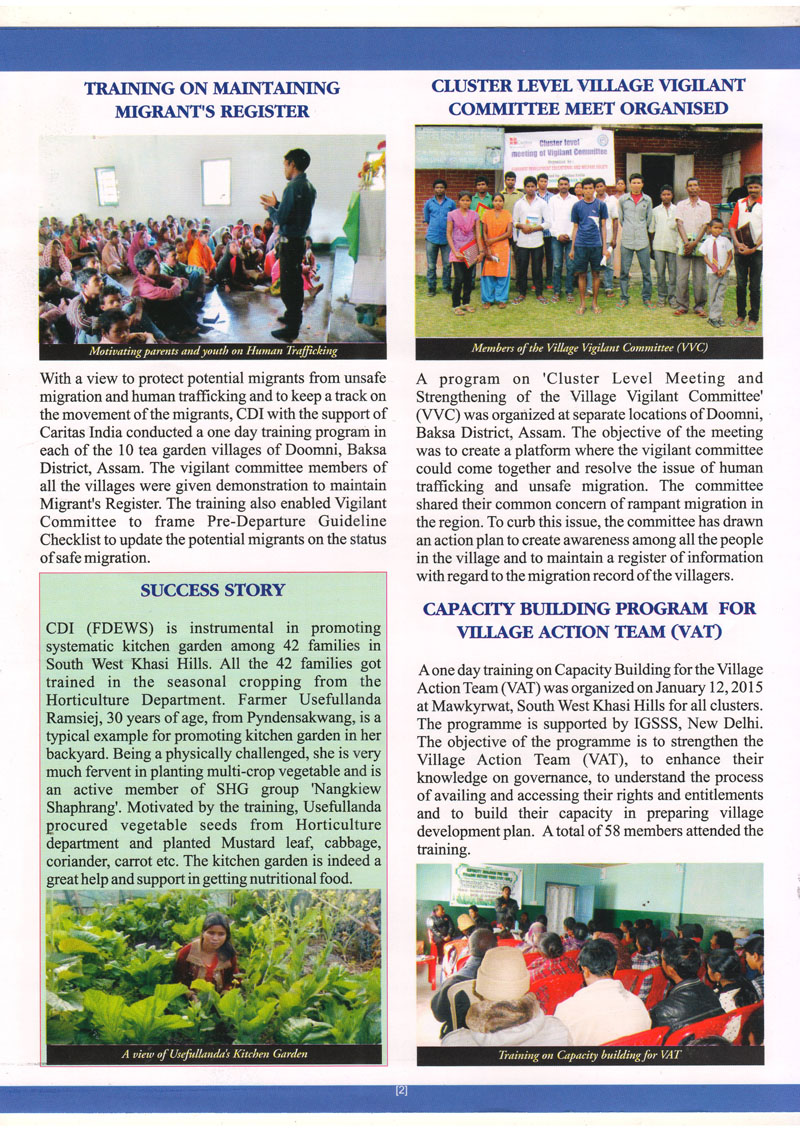 TRAINING ON MAINTAINING
MIGRANT'S REGISTER
Motivating parents and youth on Human Trafficking
With a view to protect potential migrants from unsafe
migration and human trafficking and to keep a track on
the movement of the migrants, CDI with the support of
Caritas India conducted a one day training program in
each of the 10 tea garden villages of Doomni, Baksa
District, Assam. The vigilant committee members of
all the villages were given demonstration to maintain
Migrant's Register. The training also enabled Vigilant
Committee to frame Pre-Departure Guideline
Checklist to update the potential migrants on the status
of safe migration.
SUCCESS STORY
CDI (FDEWS) is instrumental in promoting
systematic kitchen garden among 42 families in
South West Khasi Hills. All the 42 families got
trained in the seasonal cropping from the
Horticulture Department. Farmer Usefullanda
Ramsiej, 30 years of age, from Pyndensakwang, is a
typical example for promoting kitchen garden in her
backyard. Being a physically challenged, she is very
much fervent in planting multi-crop vegetable and is
an active member of SHG group 'Nangkiew
Shaphrang'. Motivated by the training, Usefullanda
procured vegetable seeds from Horticulture
department and planted Mustard leaf, cabbage,
coriander, carrot etc. The kitchen garden is indeed a
great help and support in getting nutritional food.
A view of Usefullanda's Kitchen Garden
CLUSTER LEVEL VILLAGE VIGILANT
COMMITTEE MEET ORGANISED
Cluster level
meeting of Vigilant Committee
Members of the Village Vigilant Committee (VVC)
A program on 'Cluster Level Meeting and
Strengthening of the Village Vigilant Committee'
(VVC) was organized at separate locations of Doomni,
Baksa District, Assam. The objective of the meeting
was to create a platform where the vigilant committee
could come together and resolve the issue of human
trafficking and unsafe migration. The committee
shared their common concern of rampant migration in
the region. To curb this issue, the committee has drawn
an action plan to create awareness among all the people
in the village and to maintain a register of information
with regard to the migration record of the villagers.
CAPACITY BUILDING PROGRAM FOR
VILLAGE ACTION TEAM (VAT)
A one day training on Capacity Building for the Village
Action Team (VAT) was organized on January 12, 2015
at Mawkyrwat, South West Khasi Hills for all clusters.
The programme is supported by IGSSS, New Delhi.
The objective of the programme is to strengthen the
Village Action Team (VAT), to enhance their
knowledge on governance, to understand the process
of availing and accessing their rights and entitlements
and to build their capacity in preparing village
development plan. A total of 58 members attended the
training.
Training on Capacity building for VAT
[2]